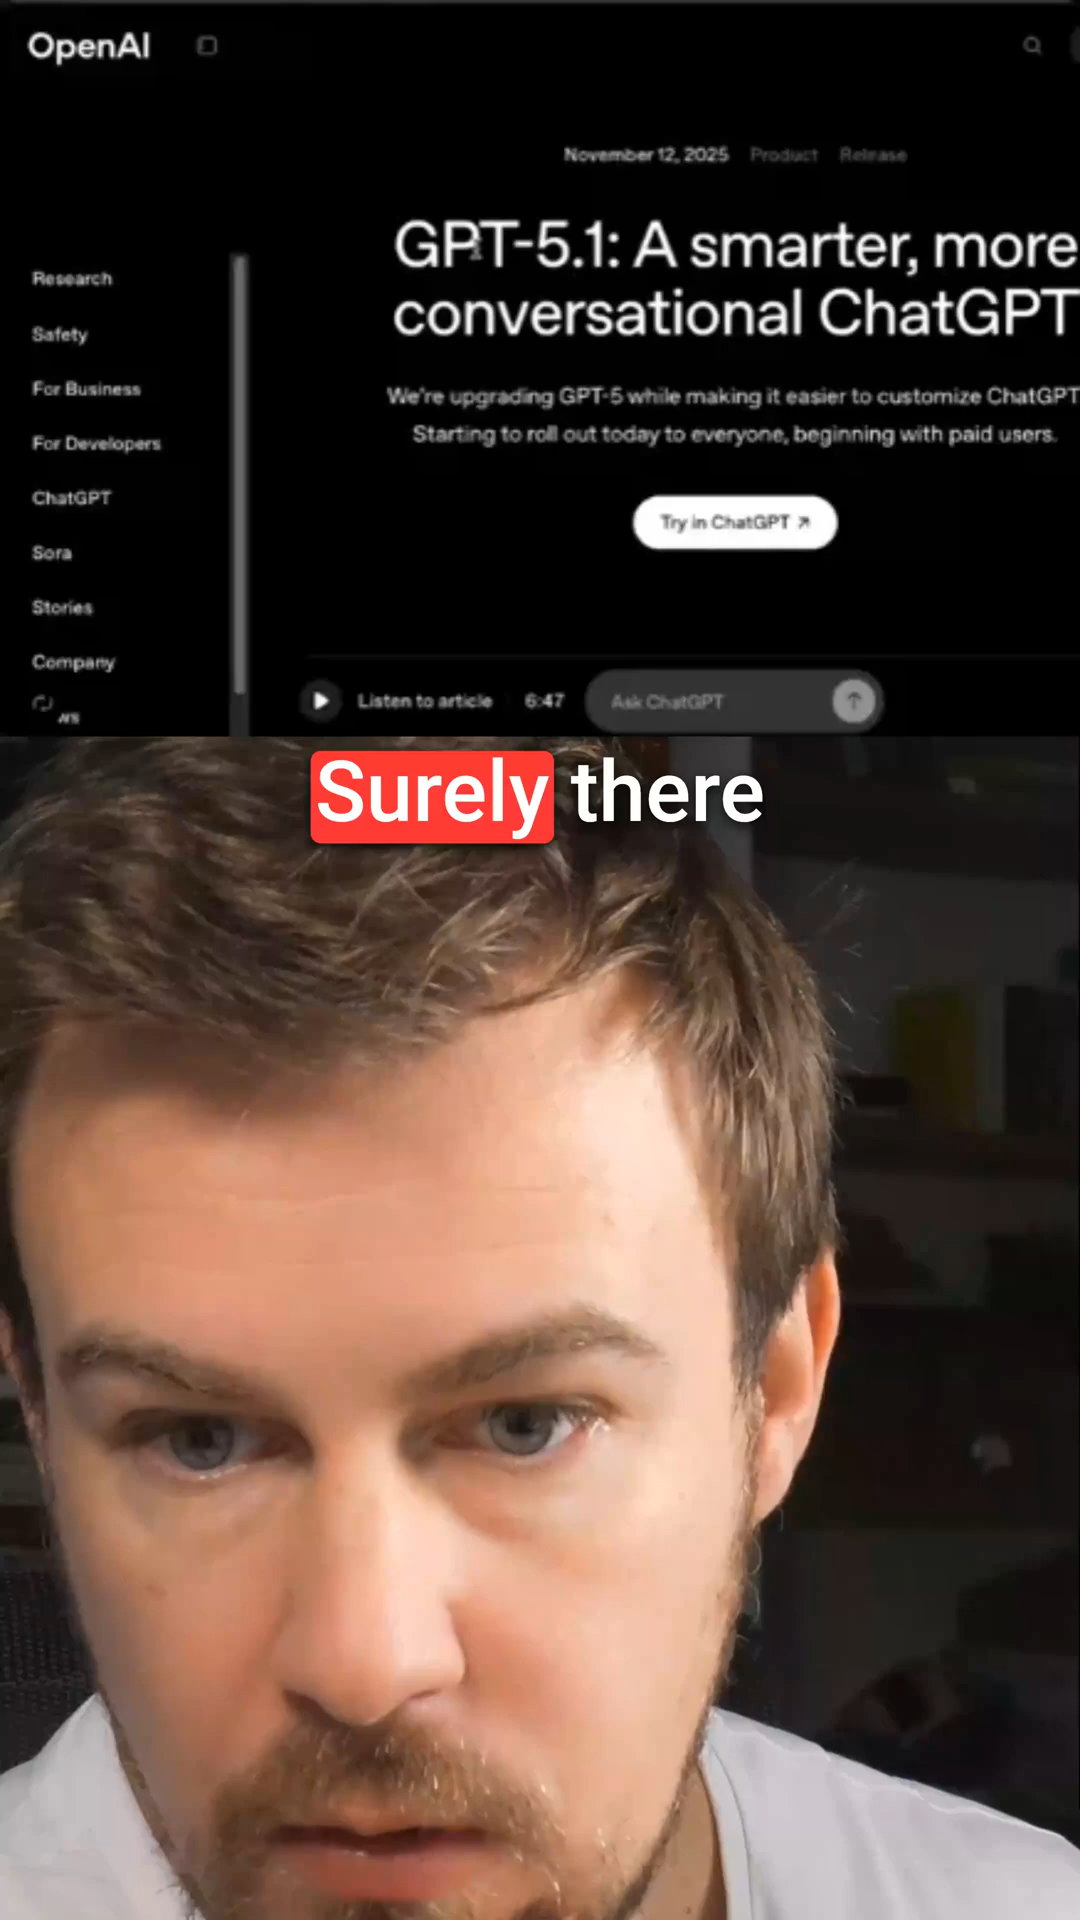 OpenAI
November 12, 2025 Product Release
GPT-5.1: A smarter, more
conversational ChatGPT
We're upgrading GPT-5 while making it easier to customize ChatGPT
Starting to roll out today to everyone, beginning with paid users.
Try in ChatGPT ↗
Research
Safety
For Business
For Developers
ChatGPT
Sora
Stories
Company
Listen to article 6:47
Ask ChatGPT
Surely there